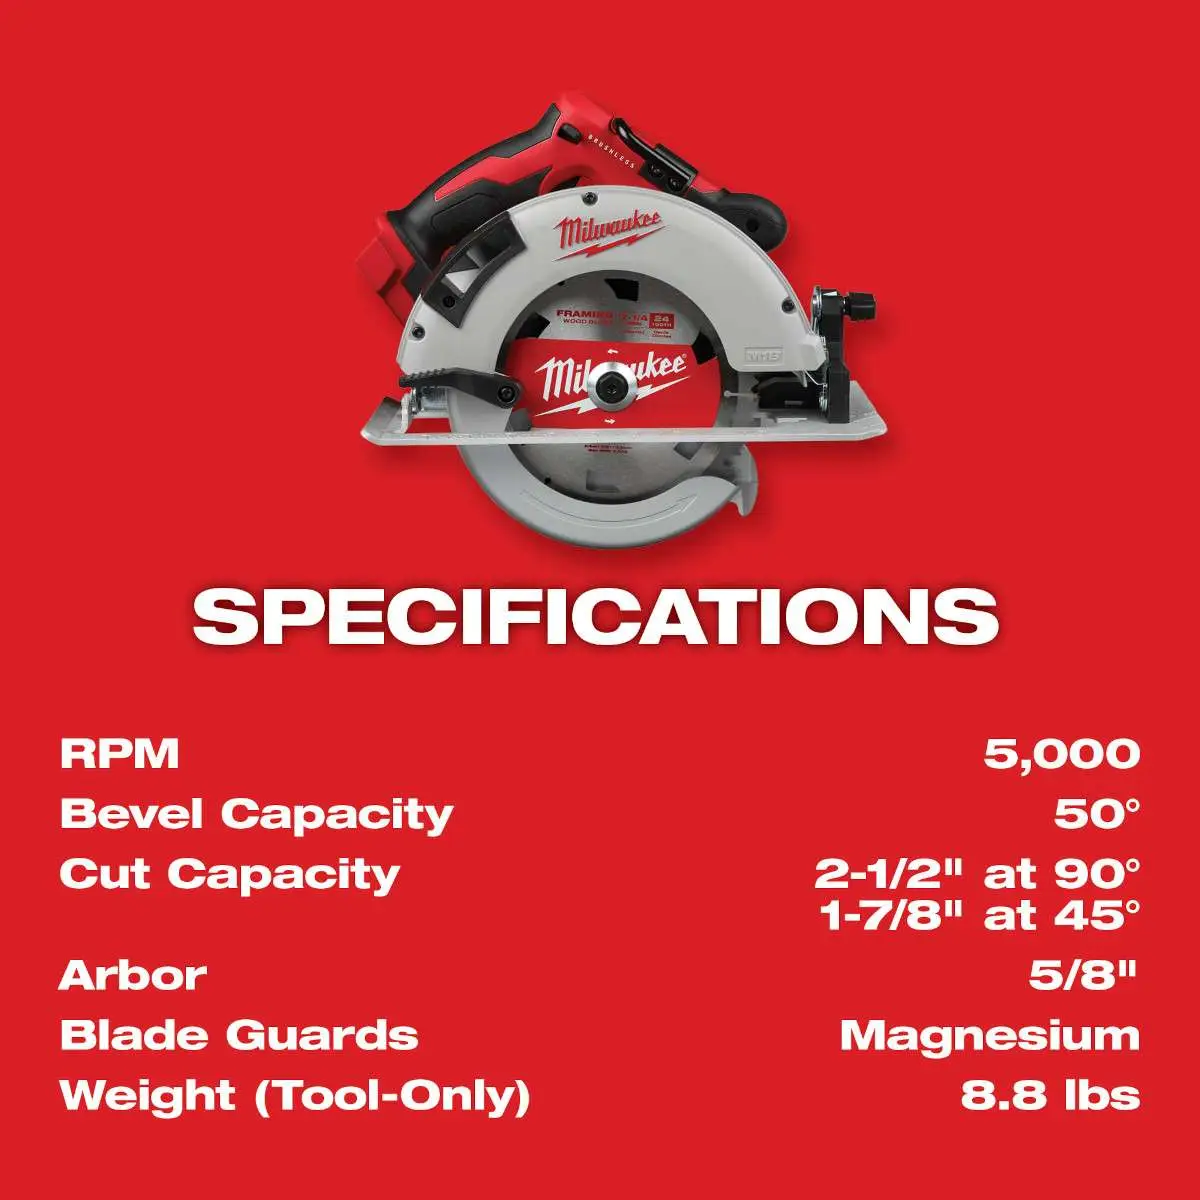 BRUSHLESS
Milwaukee
FRAMING 7-1/4
24
WOOD
TOOTH
Milwaukee
M18
SPECIFICATIONS
RPM 5,000
Bevel Capacity 50°
Cut Capacity 2-1/2" at 90°
1-7/8" at 45°
Arbor 5/8"
Blade Guards Magnesium
Weight (Tool-Only) 8.8 lbs